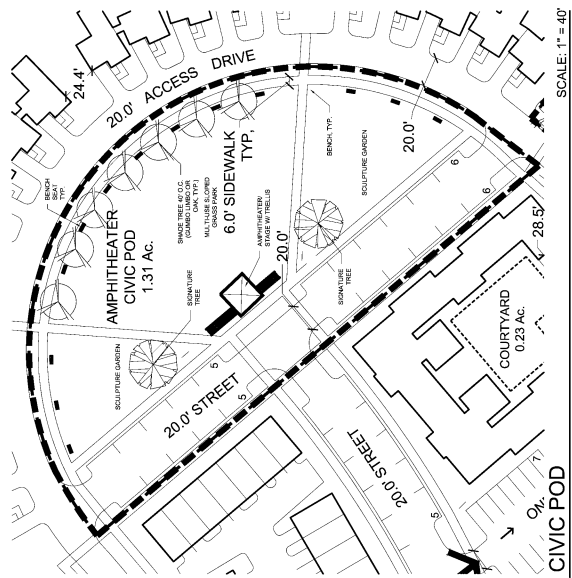 SCALE: 1" = 40'
24.4'
20.0' ACCESS DRIVE
BENCH
SEAT
TYP.
SHADE TREE 40' O.C.
(GUMBO LIMBO OR
OAK, TYP.)
MULTI-USE SLOPED
GRASS PARK
6.0' SIDEWALK
TYP,
BENCH, TYP.
SCULPTURE GARDEN
20.0'
6
6
AMPHITHEATER
CIVIC POD
1.31 Ac.
AMPHITHEATER/
STAGE W/ TRELLIS
20.0'
SIGNATURE
TREE
SIGNATURE
TREE
28.5'
SCULPTURE GARDEN
5
5
20.0' STREET
COURTYARD
0.23 Ac.
20.0' STREET
5
7
ON
CIVIC POD